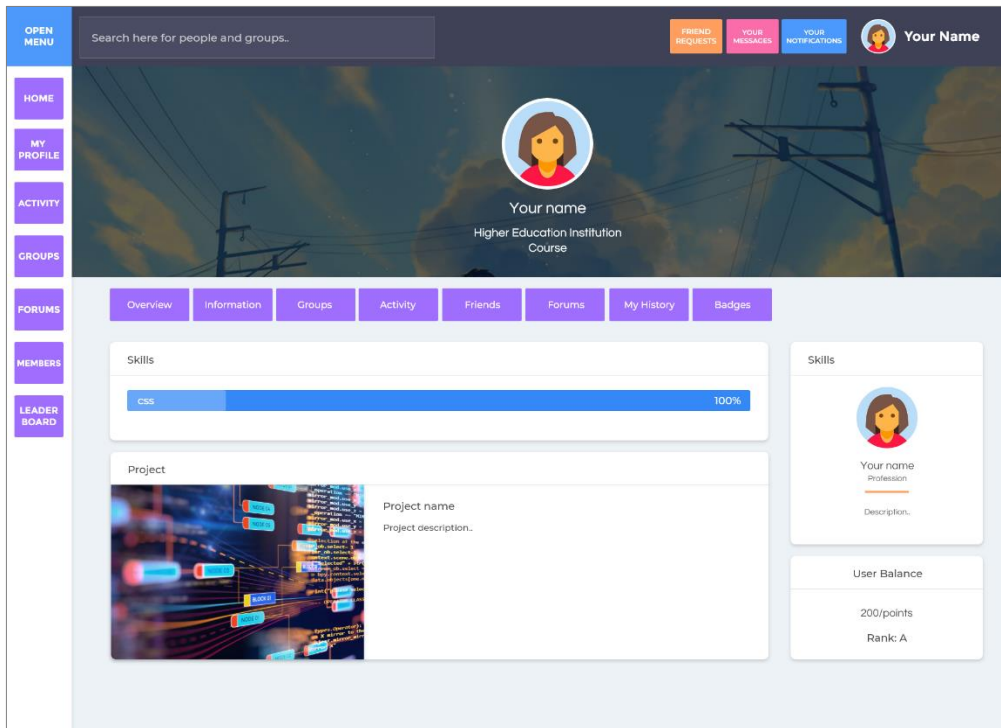 OPEN
MENU
Search here for people and groups..
FRIEND
REQUESTS
YOUR
MESSAGES
YOUR
NOTIFICATIONS
Your Name
HOME
MY
PROFILE
ACTIVITY
GROUPS
FORUMS
MEMBERS
LEADER
BOARD
Your name
Higher Education Institution
Course
Overview
Information
Groups
Activity
Friends
Forums
My History
Badges
Skills
CSS
100%
Project
Project name
Project description..
Skills
Your name
Profession
Description..
User Balance
200/points
Rank: A